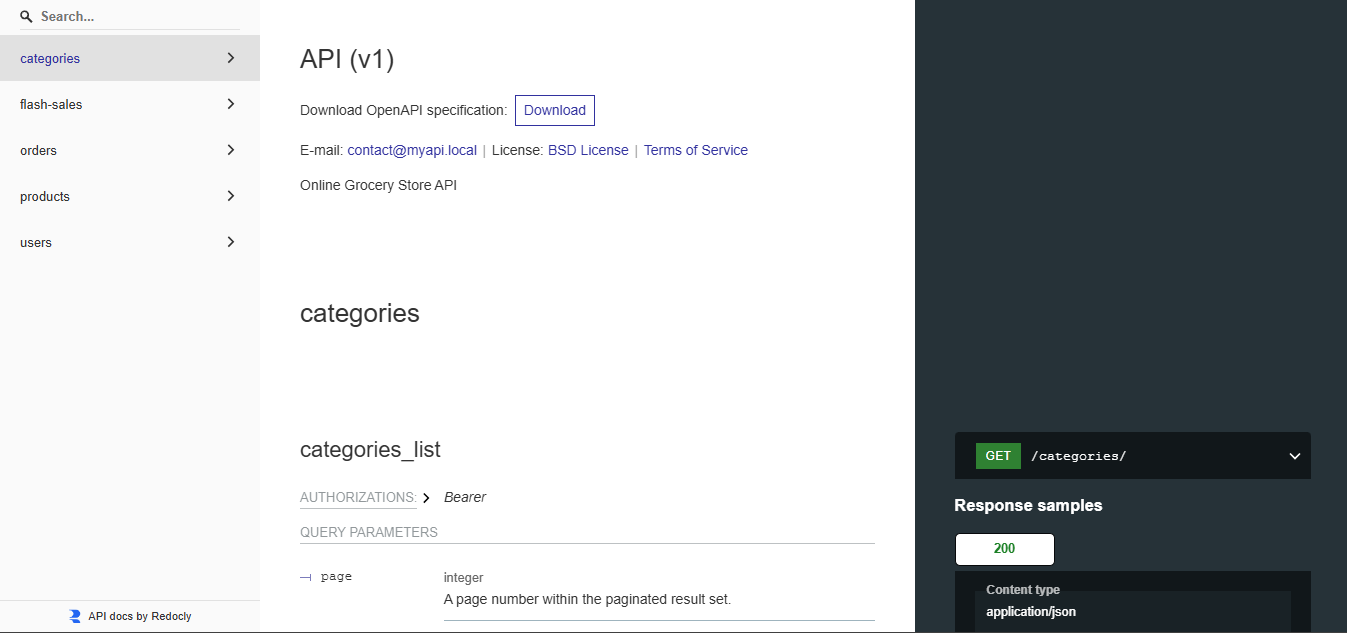 Search...
categories
flash-sales
orders
products
users
API docs by Redocly
API (v1)
Download OpenAPI specification: Download
E-mail: contact@myapi.local | License: BSD License | Terms of Service
Online Grocery Store API
categories
categories_list
AUTHORIZATIONS: Bearer
QUERY PARAMETERS
page integer
A page number within the paginated result set.
GET /categories/
Response samples
200
Content type
application/json